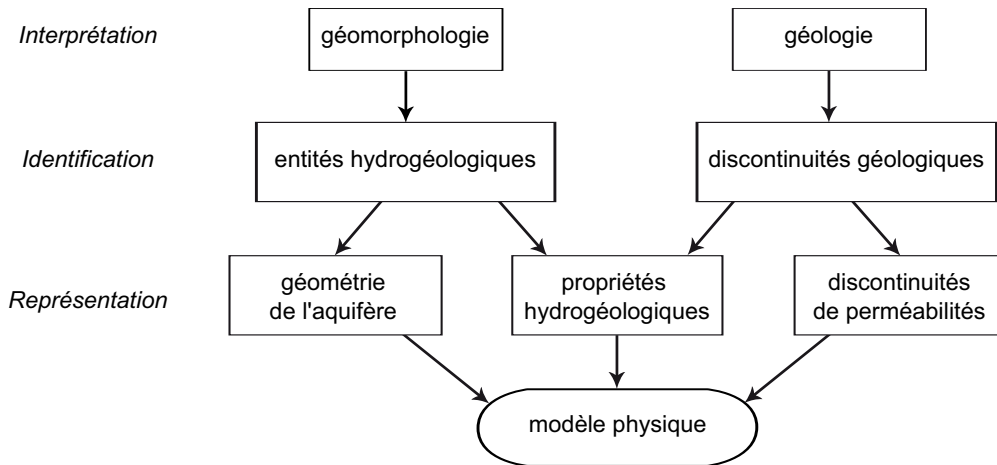 Interprétation
géomorphologie
géologie
Identification
entités hydrogéologiques
discontinuités géologiques
Représentation
géométrie
de l'aquifère
propriétés
hydrogéologiques
discontinuités
de perméabilités
modèle physique